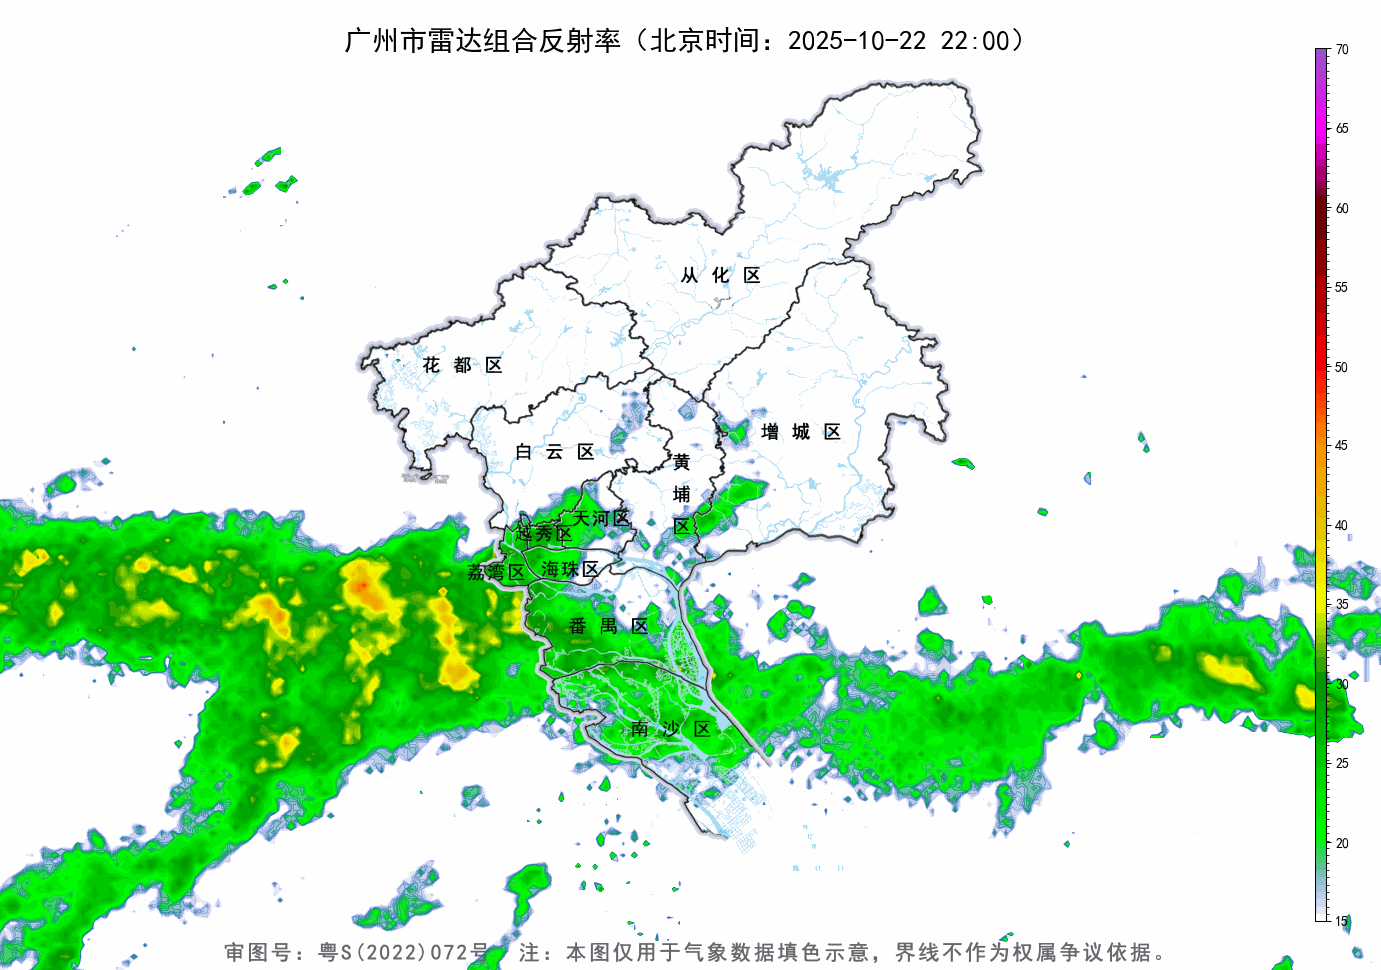 广州市雷达组合反射率（北京时间：2025-10-22 22:00）
70
65
60
55
50
45
40
35
30
25
20
15
从化区
花都区
增城区
白云区
黄埔区
天河区
越秀区
荔湾区
海珠区
番禺区
南沙区
审图号：粤S(2022)072号 注：本图仅用于气象数据填色示意，界线不作为权属争议依据。